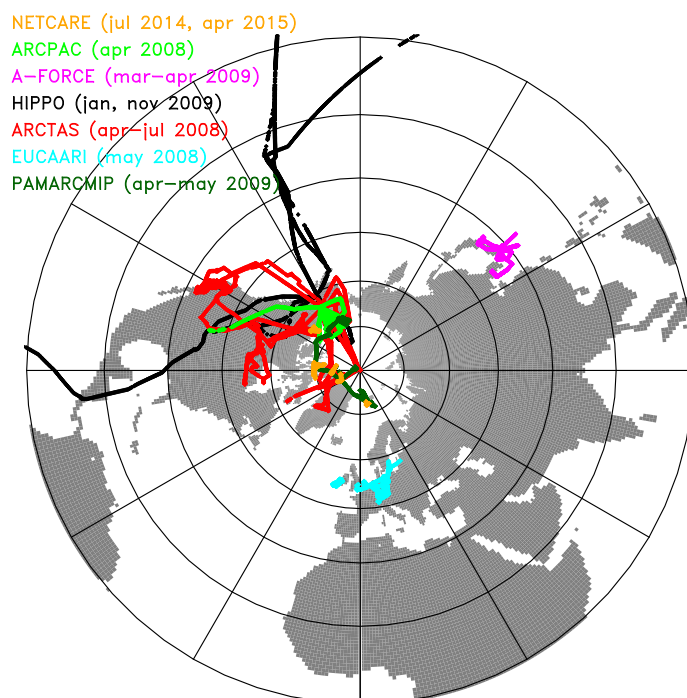 NETCARE (jul 2014, apr 2015)
ARCPAC (apr 2008)
A-FORCE (mar-apr 2009)
HIPPO (jan, nov 2009)
ARCTAS (apr-jul 2008)
EUCAARI (may 2008)
PAMARCMIP (apr-may 2009)